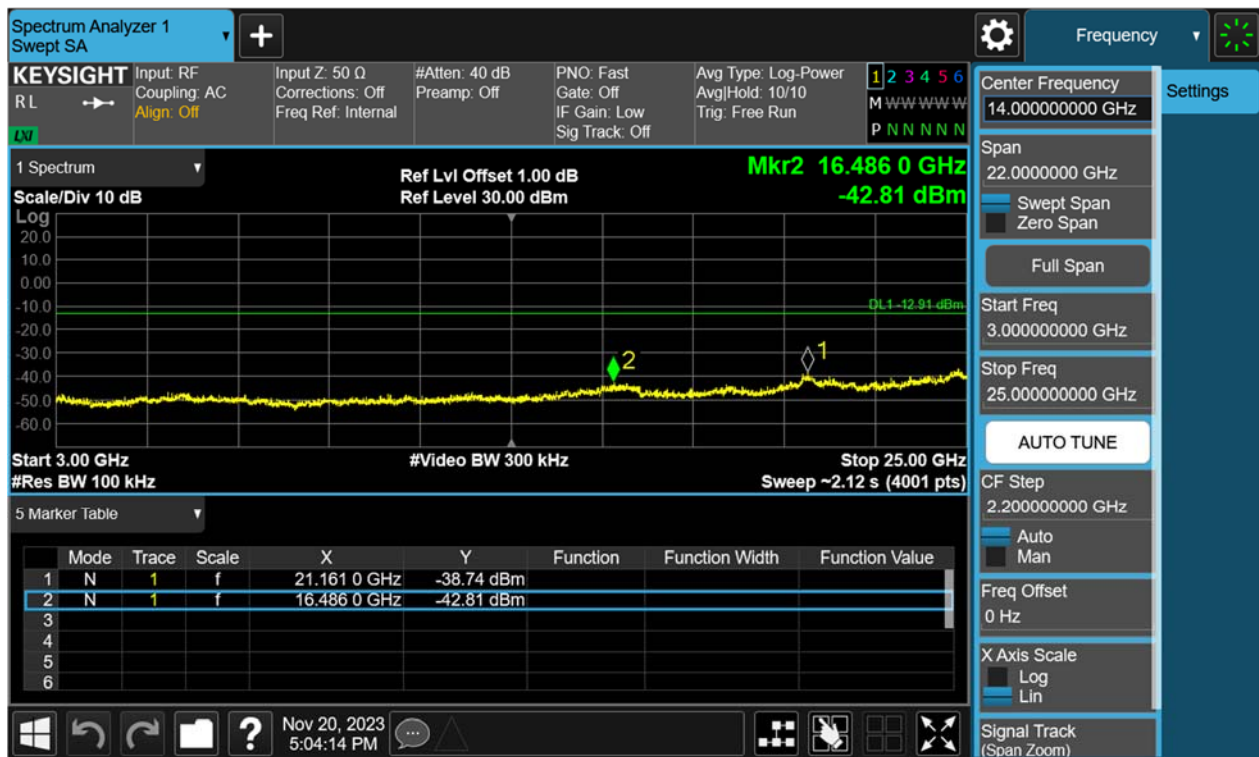 Spectrum Analyzer 1
Swept SA
+
Frequency
KEYSIGHT
RL
LXI
Input: RF
Coupling: AC
Align: Off
Input Z: 50 Ω
Corrections: Off
Freq Ref: Internal
#Atten: 40 dB
Preamp: Off
PNO: Fast
Gate: Off
IF Gain: Low
Sig Track: Off
Avg Type: Log-Power
Avg|Hold: 10/10
Trig: Free Run
1 2 3 4 5 6
M W W W W W
P N N N N N
1 Spectrum
Scale/Div 10 dB
Ref Lvl Offset 1.00 dB
Ref Level 30.00 dBm
Mkr2 16.486 0 GHz
-42.81 dBm
Log
20.0
10.0
0.00
-10.0
-20.0
-30.0
-40.0
-50.0
-60.0
DL1 -12.91 dBm
2
1
Start 3.00 GHz
#Res BW 100 kHz
#Video BW 300 kHz
Stop 25.00 GHz
Sweep ~2.12 s (4001 pts)
5 Marker Table
Mode Trace Scale X Y Function Function Width Function Value
1 N 1 f 21.161 0 GHz -38.74 dBm
2 N 1 f 16.486 0 GHz -42.81 dBm
3
4
5
6
?
Nov 20, 2023
5:04:14 PM
Center Frequency
14.000000000 GHz
Span
22.0000000 GHz
Swept Span
Zero Span
Full Span
Start Freq
3.000000000 GHz
Stop Freq
25.000000000 GHz
AUTO TUNE
CF Step
2.200000000 GHz
Auto
Man
Freq Offset
0 Hz
X Axis Scale
Log
Lin
Signal Track
(Span Zoom)
Settings